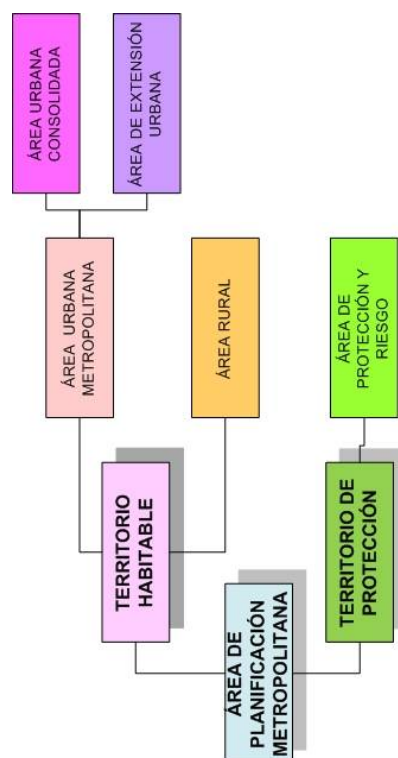 ÁREA DE
PLANIFICACIÓN
METROPOLITANA
TERRITORIO
HABITABLE
TERRITORIO DE
PROTECCIÓN
ÁREA URBANA
METROPOLITANA
ÁREA RURAL
ÁREA DE
PROTECCIÓN Y
RIESGO
ÁREA URBANA
CONSOLIDADA
ÁREA DE EXTENSIÓN
URBANA